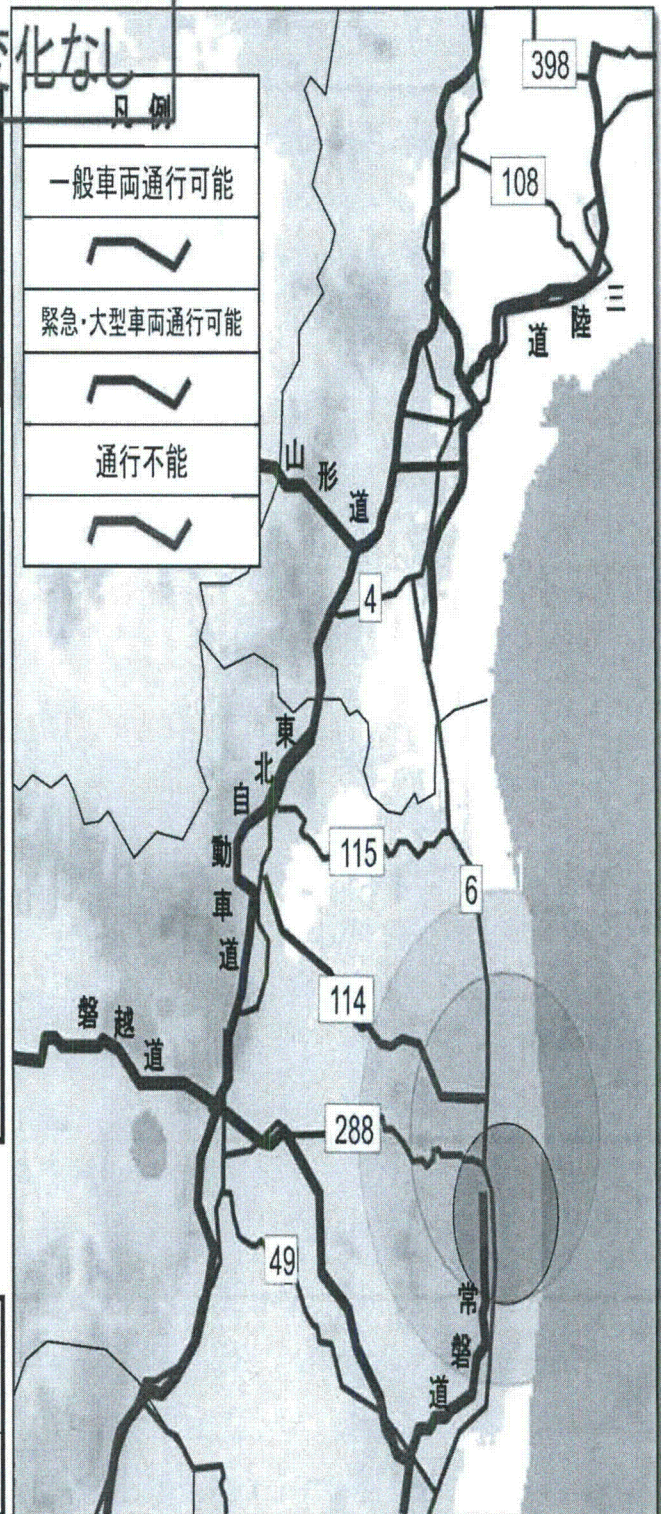 変化なし
凡例
一般車両通行可能
緊急・大型車両通行可能
通行不能
398
108
三陸道
山形道
4
東北自動車道
115
6
114
磐越道
288
49
常磐道